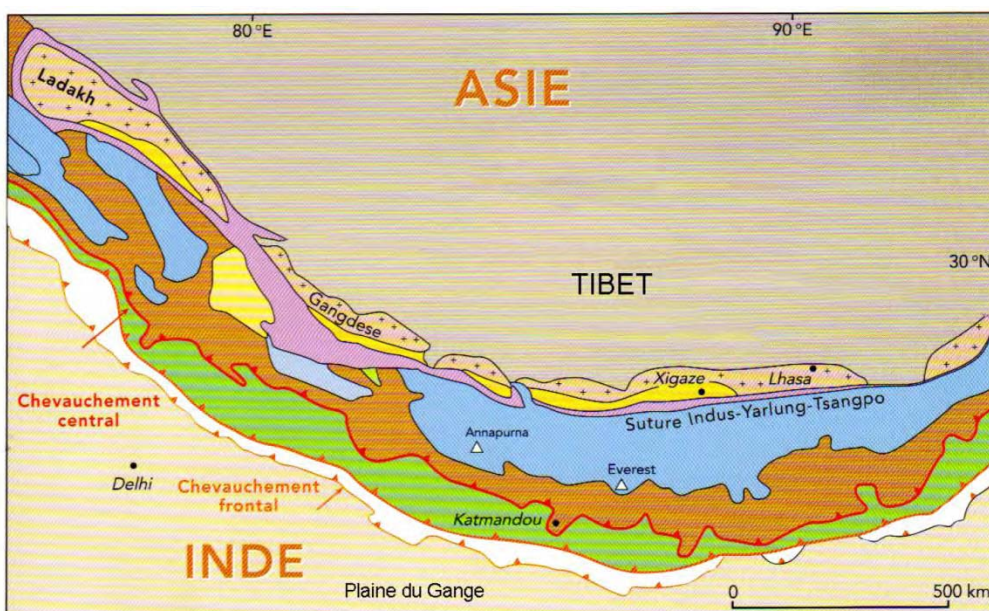 80 °E
90 °E
Ladakh
ASIE
30 °N
TIBET
Gangdese
Xigaze
Lhasa
Suture Indus-Yarlung-Tsangpo
Chevauchement
central
Annapurna
Everest
Delhi
Chevauchement
frontal
Katmandou
INDE
Plaine du Gange
0
500 km